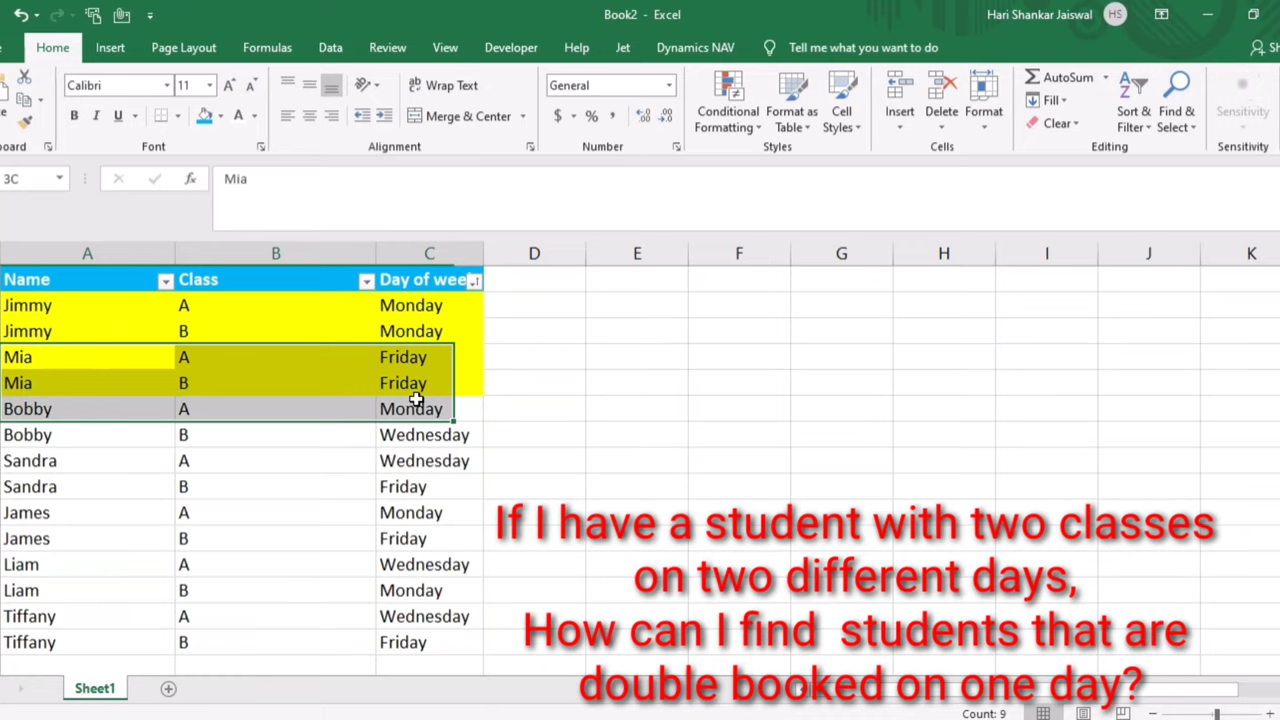 Book2 - Excel
Hari Shankar Jaiswal HS
Home Insert Page Layout Formulas Data Review View Developer Help Jet Dynamics NAV Tell me what you want to do
Calibri 11 A A ab Wrap Text General Conditional Format as Cell Insert Delete Format AutoSum Sort & Find & Sensitivity
B I U A Merge & Center $ % , Formatting Table Styles Fill Filter Select
Clear
Font Alignment Number Styles Cells Editing Sensitivity
3C fx Mia
A B C D E F G H I J K
Name Class Day of wee
Jimmy A Monday
Jimmy B Monday
Mia A Friday
Mia B Friday
Bobby A Monday
Bobby B Wednesday
Sandra A Wednesday
Sandra B Friday
James A Monday
James B Friday
Liam A Wednesday
Liam B Monday
Tiffany A Wednesday
Tiffany B Friday
If I have a student with two classes
on two different days,
How can I find students that are
double booked on one day?
Sheet1
Count: 9